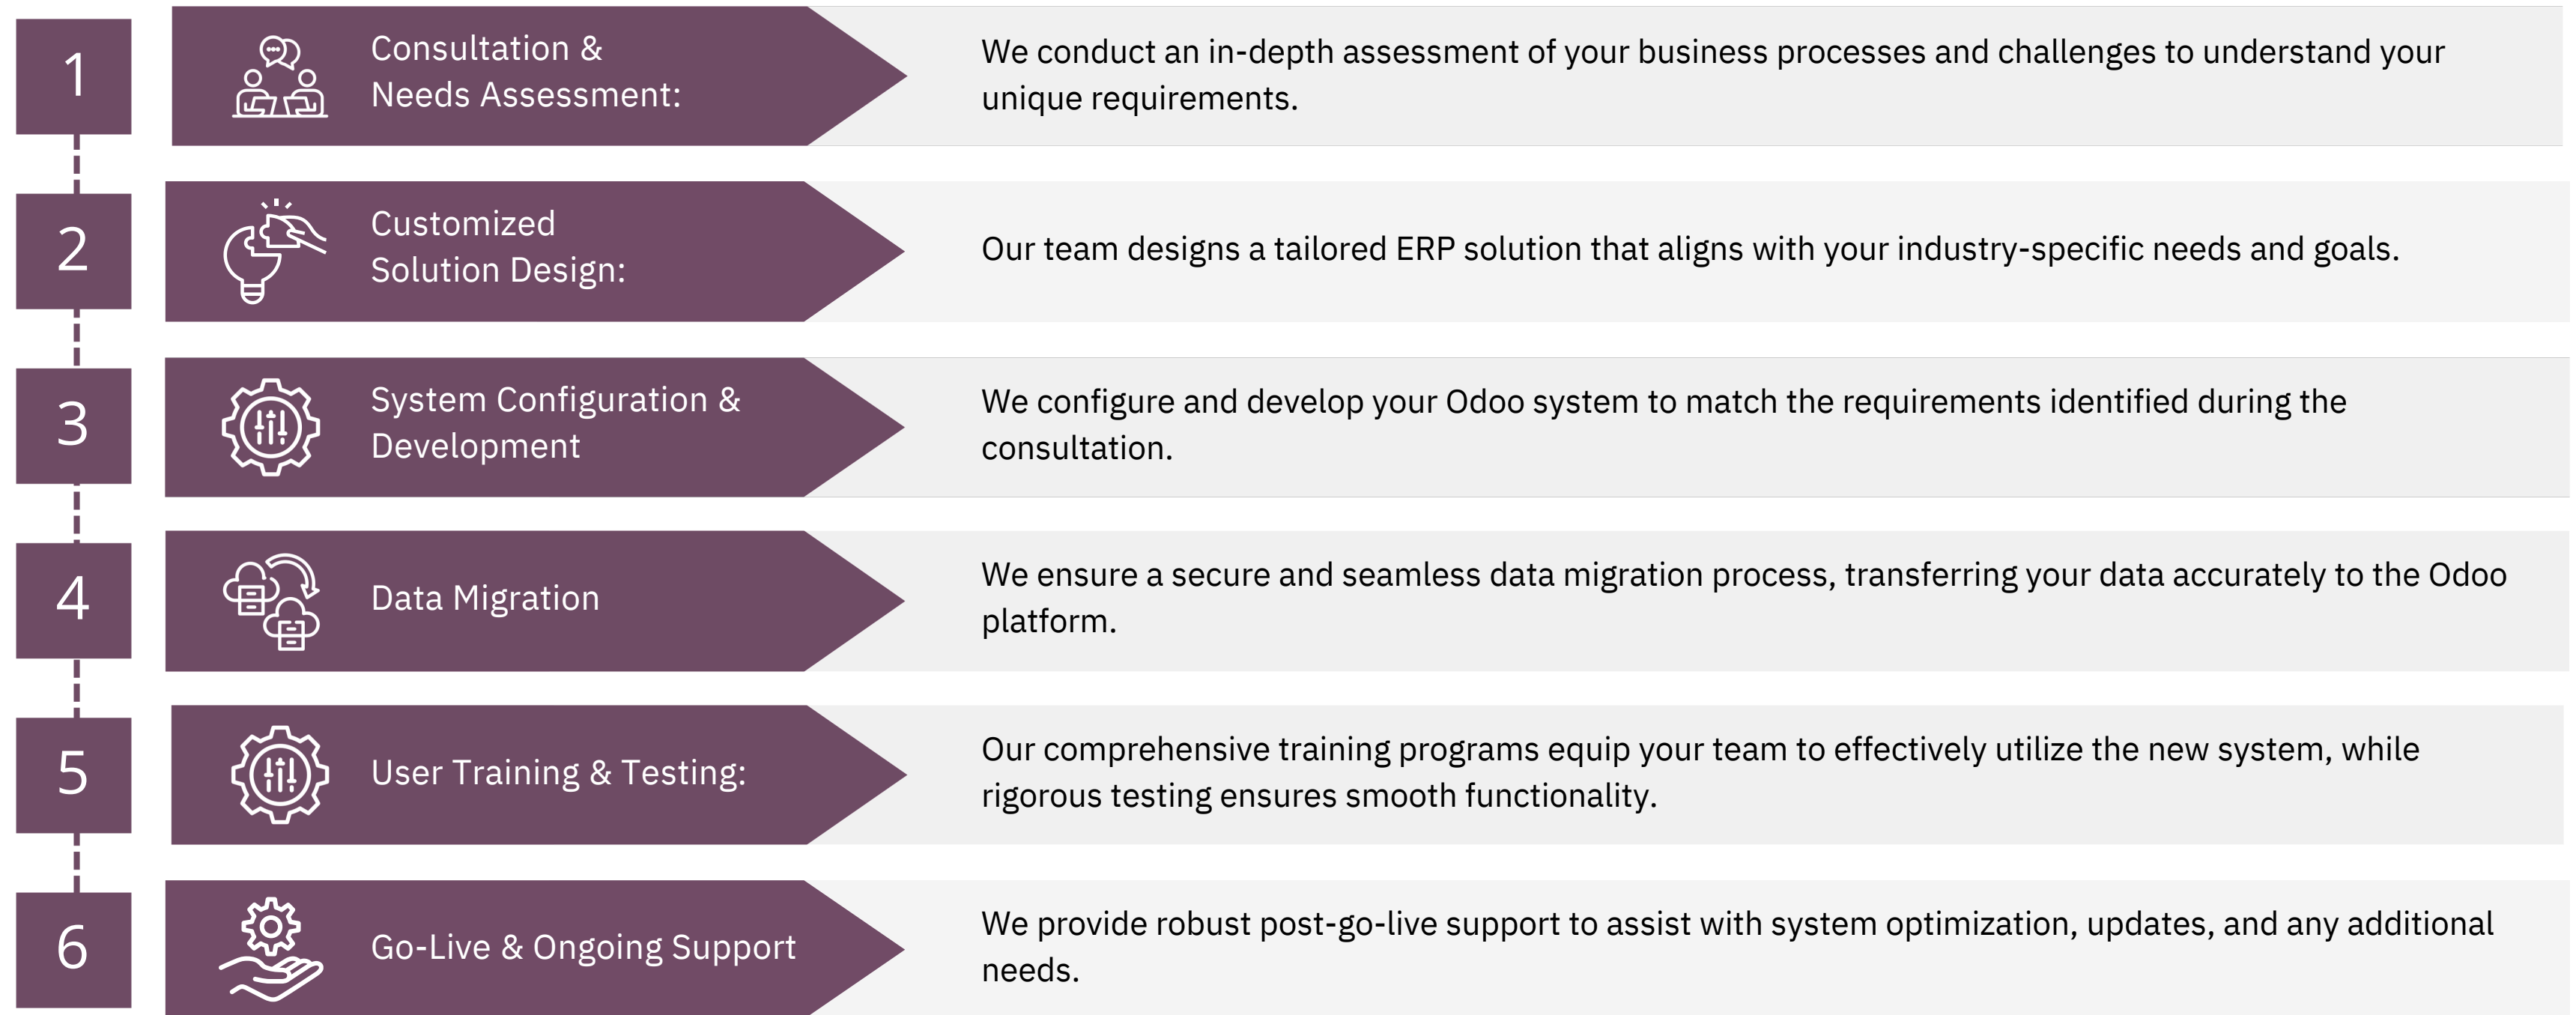 1
Consultation &
Needs Assessment:
We conduct an in-depth assessment of your business processes and challenges to understand your
unique requirements.
2
Customized
Solution Design:
Our team designs a tailored ERP solution that aligns with your industry-specific needs and goals.
3
System Configuration &
Development
We configure and develop your Odoo system to match the requirements identified during the
consultation.
4
Data Migration
We ensure a secure and seamless data migration process, transferring your data accurately to the Odoo
platform.
5
User Training & Testing:
Our comprehensive training programs equip your team to effectively utilize the new system, while
rigorous testing ensures smooth functionality.
6
Go-Live & Ongoing Support
We provide robust post-go-live support to assist with system optimization, updates, and any additional
needs.